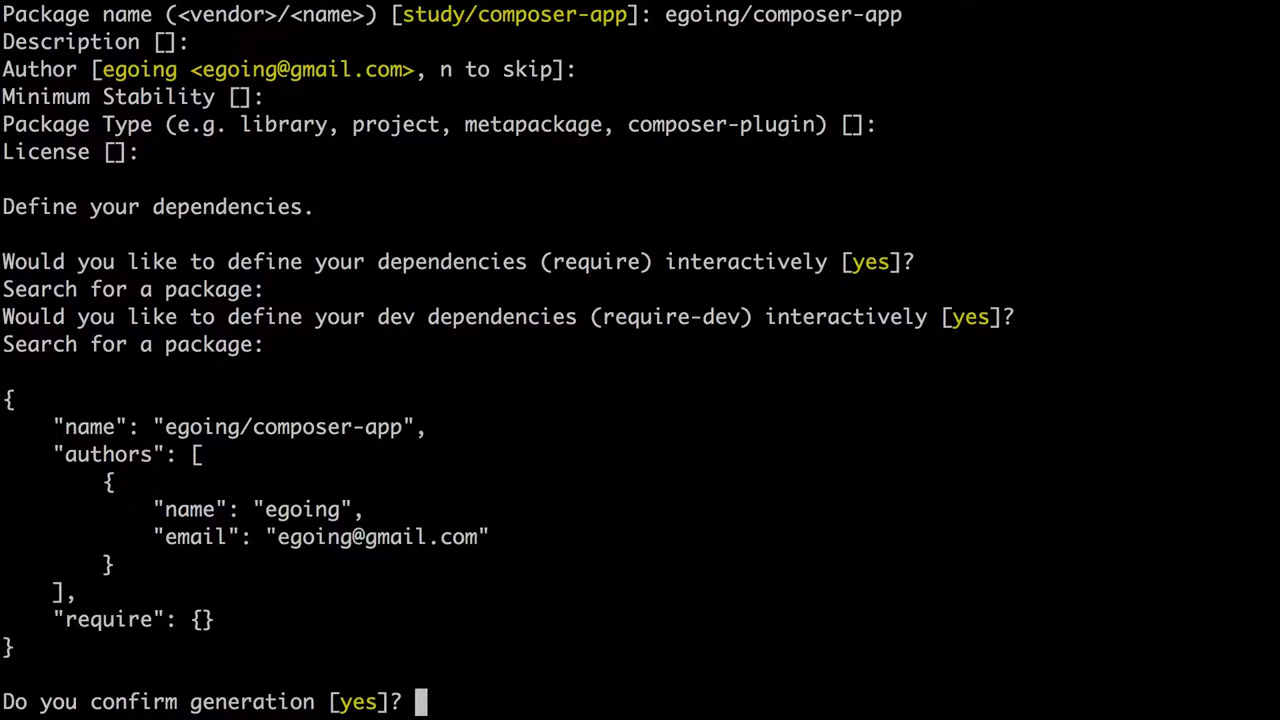 Package name (<vendor>/<name>) [study/composer-app]: egoing/composer-app
Description []:
Author [egoing <egoing@gmail.com>, n to skip]:
Minimum Stability []:
Package Type (e.g. library, project, metapackage, composer-plugin) []:
License []:
Define your dependencies.
Would you like to define your dependencies (require) interactively [yes]?
Search for a package:
Would you like to define your dev dependencies (require-dev) interactively [yes]?
Search for a package:
{
    "name": "egoing/composer-app",
    "authors": [
        {
            "name": "egoing",
            "email": "egoing@gmail.com"
        }
    ],
    "require": {}
}
Do you confirm generation [yes]?